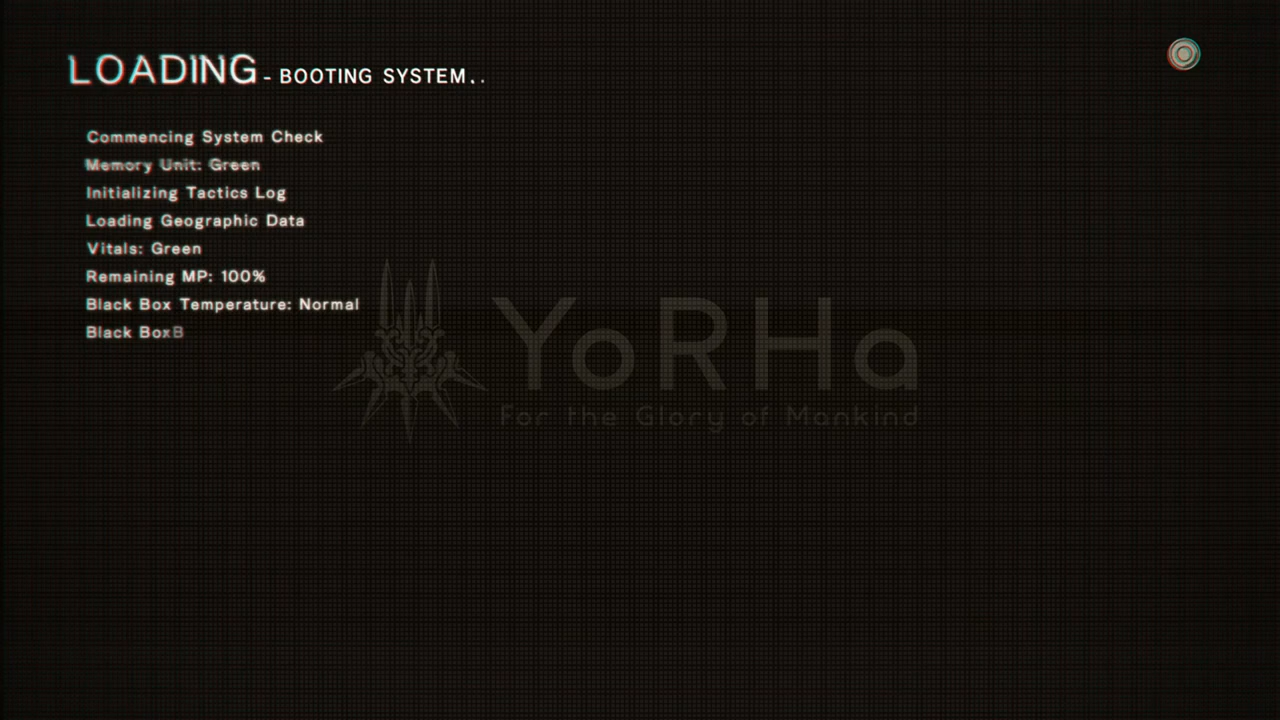 LOADING - BOOTING SYSTEM..
Commencing System Check
Memory Unit: Green
Initializing Tactics Log
Loading Geographic Data
Vitals: Green
Remaining MP: 100%
Black Box Temperature: Normal
Black BoxB
YoRHa
For the Glory of Mankind